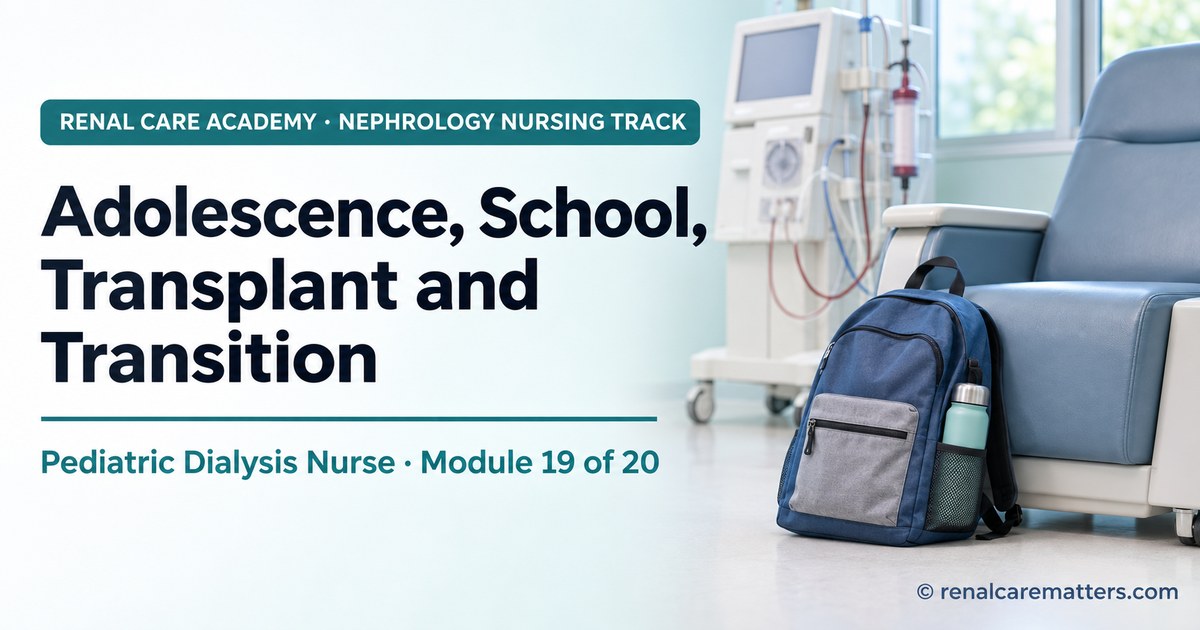 RENAL CARE ACADEMY · NEPHROLOGY NURSING TRACK
Adolescence, School,
Transplant and
Transition
Pediatric Dialysis Nurse · Module 19 of 20
© renalcarematters.com